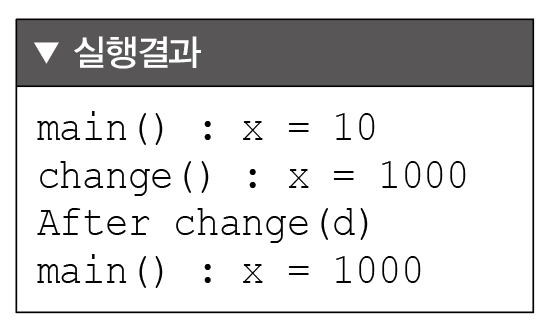 ▼ 실행결과
main() : x = 10
change() : x = 1000
After change(d)
main() : x = 1000